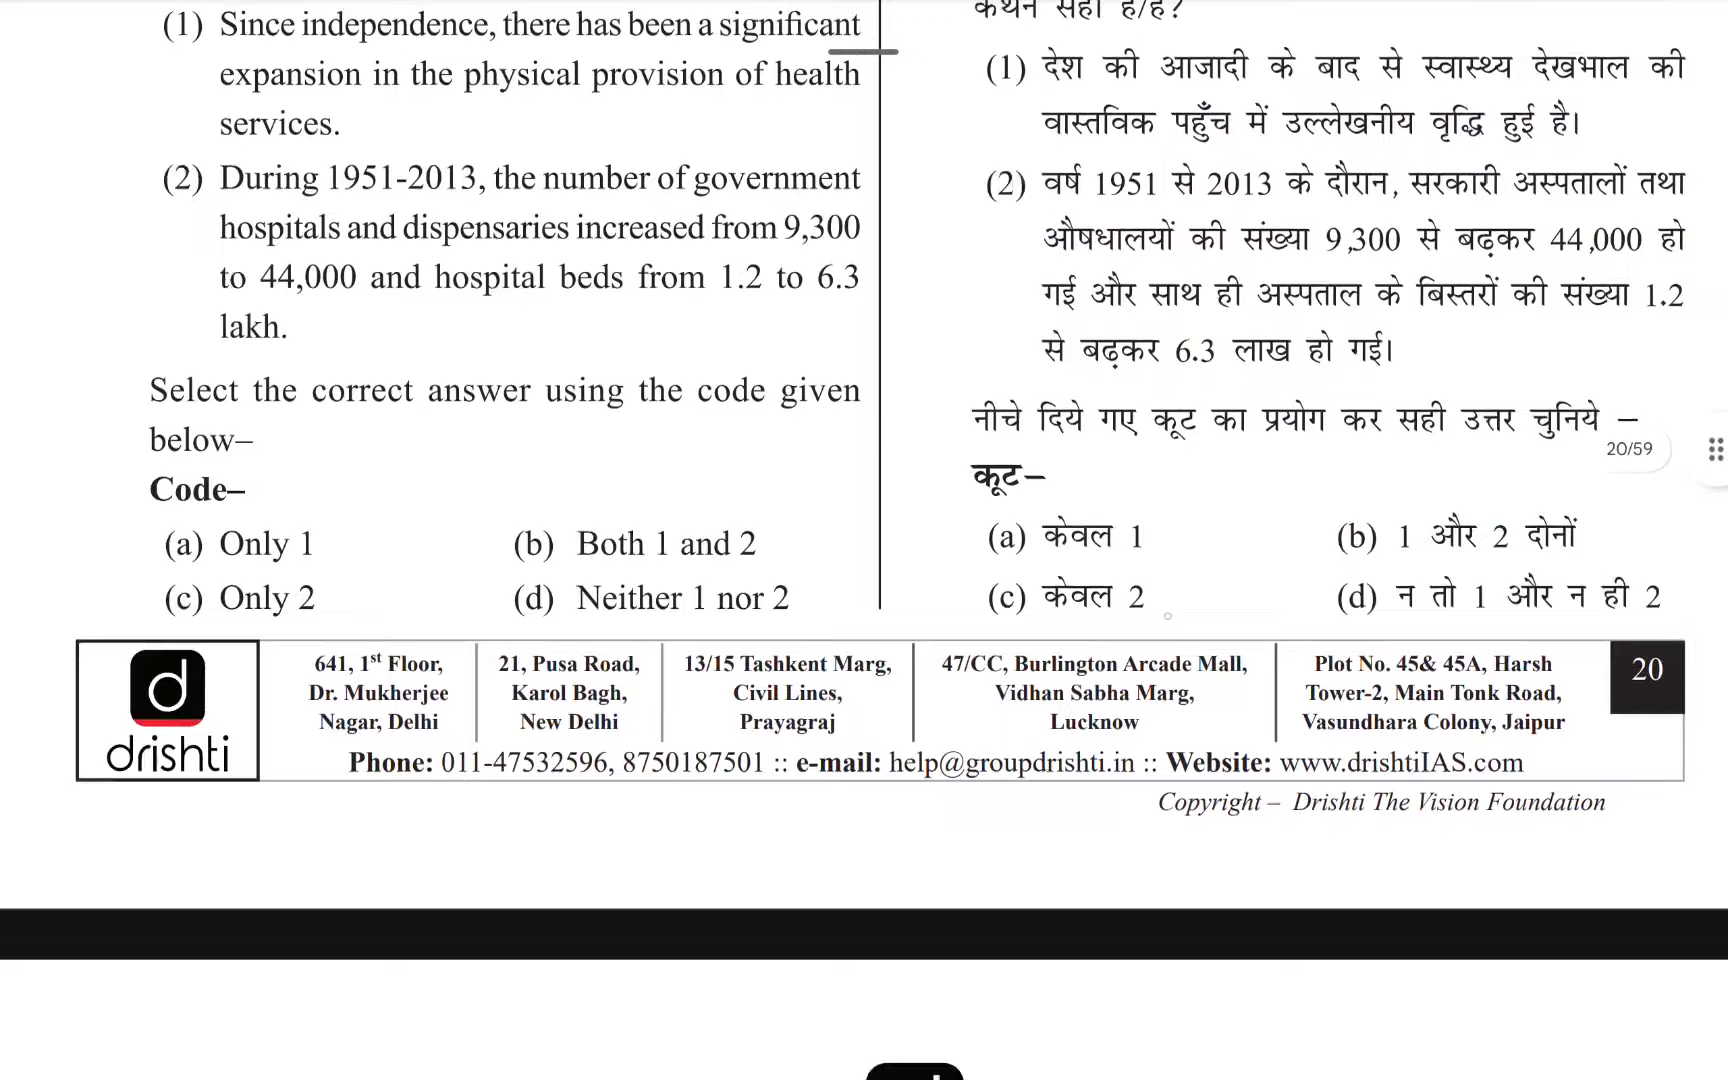 (1) Since independence, there has been a significant
expansion in the physical provision of health
services.
(2) During 1951-2013, the number of government
hospitals and dispensaries increased from 9,300
to 44,000 and hospital beds from 1.2 to 6.3
lakh.
Select the correct answer using the code given
below–
Code–
(a) Only 1 (b) Both 1 and 2
(c) Only 2 (d) Neither 1 nor 2
कथन सही है/हैं?
(1) देश की आजादी के बाद से स्वास्थ्य देखभाल की
वास्तविक पहुँच में उल्लेखनीय वृद्धि हुई है।
(2) वर्ष 1951 से 2013 के दौरान, सरकारी अस्पतालों तथा
औषधालयों की संख्या 9,300 से बढ़कर 44,000 हो
गई और साथ ही अस्पताल के बिस्तरों की संख्या 1.2
से बढ़कर 6.3 लाख हो गई।
नीचे दिये गए कूट का प्रयोग कर सही उत्तर चुनिये –
20/59
कूट–
(a) केवल 1 (b) 1 और 2 दोनों
(c) केवल 2 (d) न तो 1 और न ही 2
d
drishti
641, 1st Floor,
Dr. Mukherjee
Nagar, Delhi
21, Pusa Road,
Karol Bagh,
New Delhi
13/15 Tashkent Marg,
Civil Lines,
Prayagraj
47/CC, Burlington Arcade Mall,
Vidhan Sabha Marg,
Lucknow
Plot No. 45& 45A, Harsh
Tower-2, Main Tonk Road,
Vasundhara Colony, Jaipur
20
Phone: 011-47532596, 8750187501 :: e-mail: help@groupdrishti.in :: Website: www.drishtiIAS.com
Copyright – Drishti The Vision Foundation